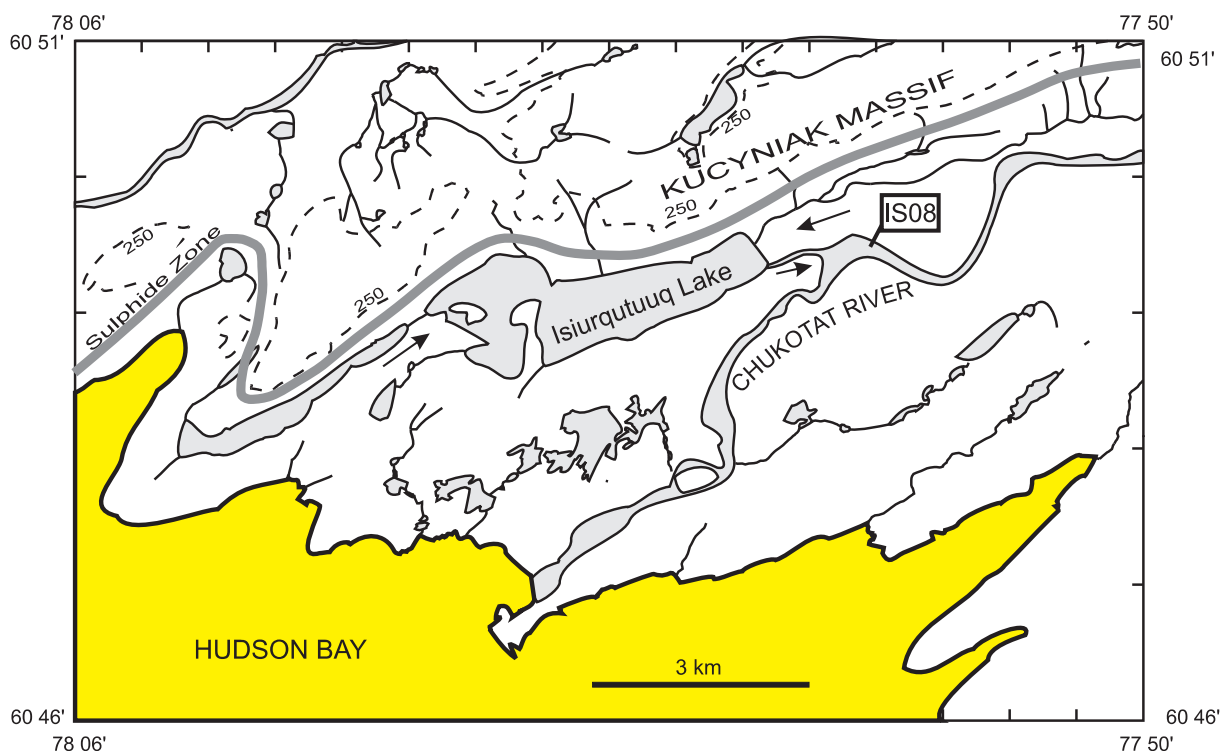 78 06'
77 50'
60 51'
60 51'
KUCYNIAK MASSIF
250
250
250
250
250
IS08
Sulphide Zone
Isiurqutuuq Lake
CHUKOTAT RIVER
HUDSON BAY
3 km
60 46'
60 46'
78 06'
77 50'